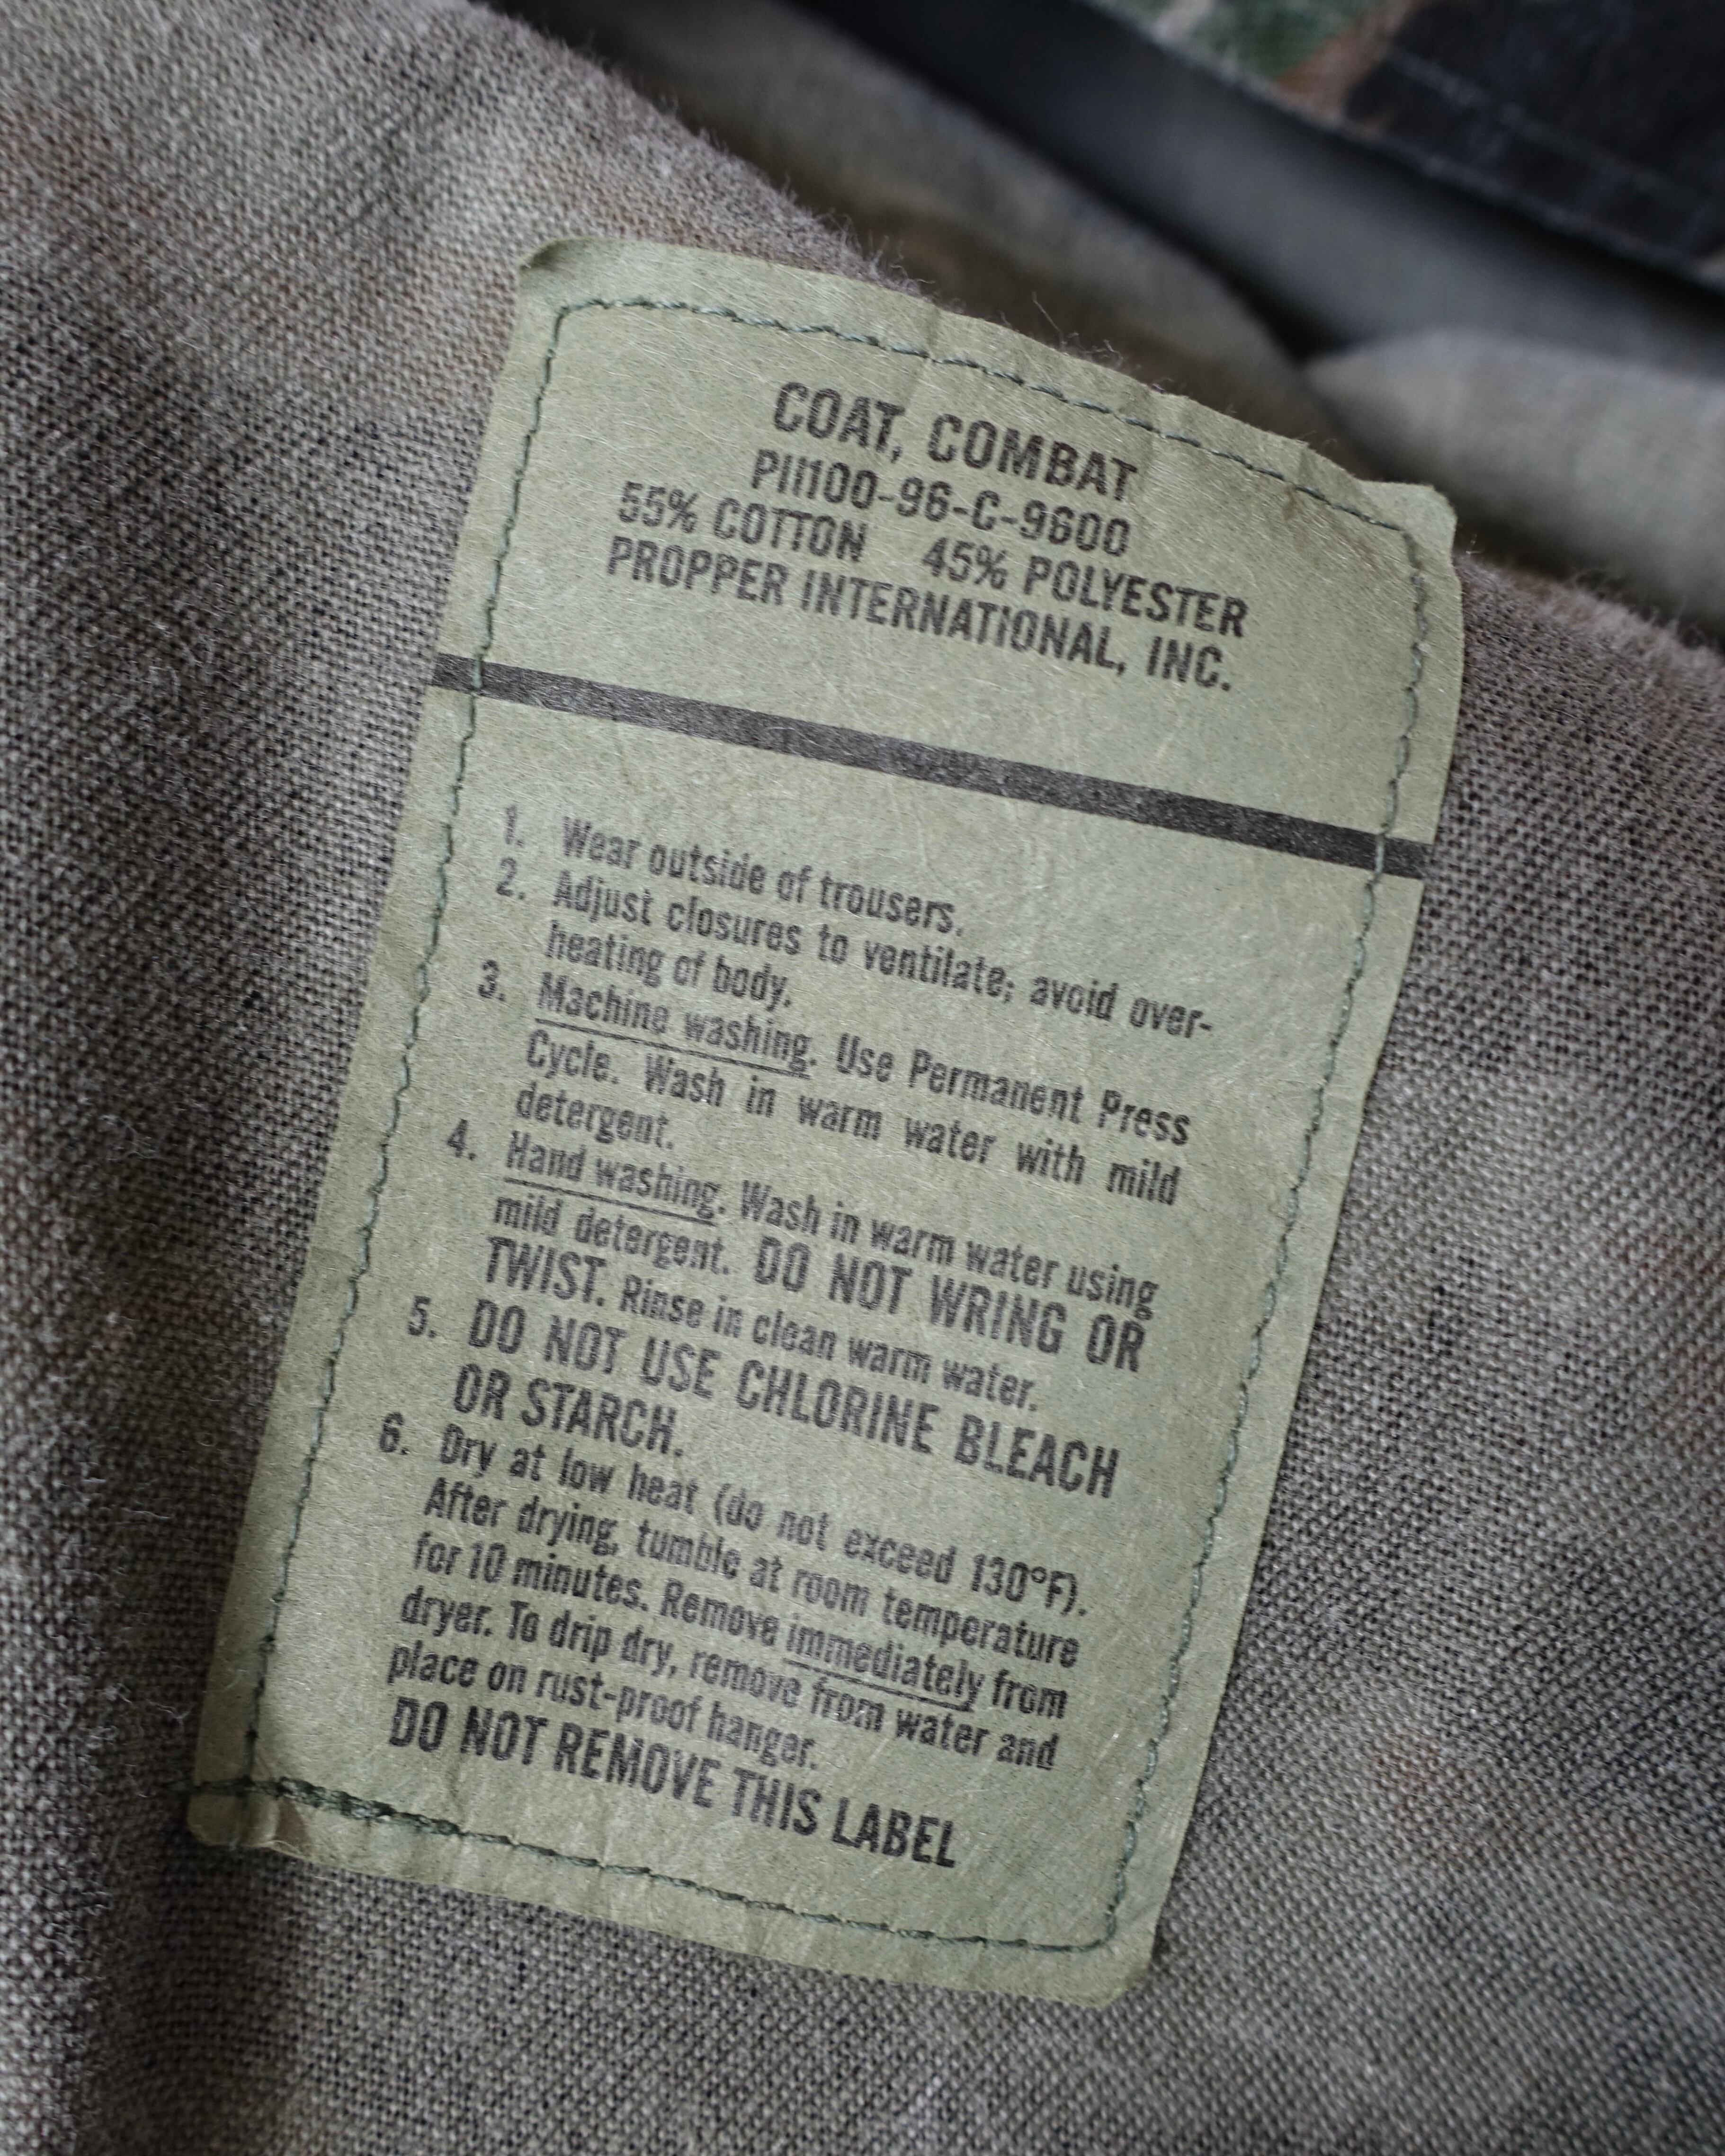 COAT, COMBAT
PI1100-96-C-9600
55% COTTON 45% POLYESTER
PROPPER INTERNATIONAL, INC.
1. Wear outside of trousers.
2. Adjust closures to ventilate; avoid over-
heating of body.
3. Machine washing. Use Permanent Press
Cycle. Wash in warm water with mild
detergent.
4. Hand washing. Wash in warm water using
mild detergent. DO NOT WRING OR
TWIST. Rinse in clean warm water.
5. DO NOT USE CHLORINE BLEACH
OR STARCH.
6. Dry at low heat (do not exceed 130°F).
After drying, tumble at room temperature
for 10 minutes. Remove immediately from
dryer. To drip dry, remove from water and
place on rust-proof hanger.
DO NOT REMOVE THIS LABEL